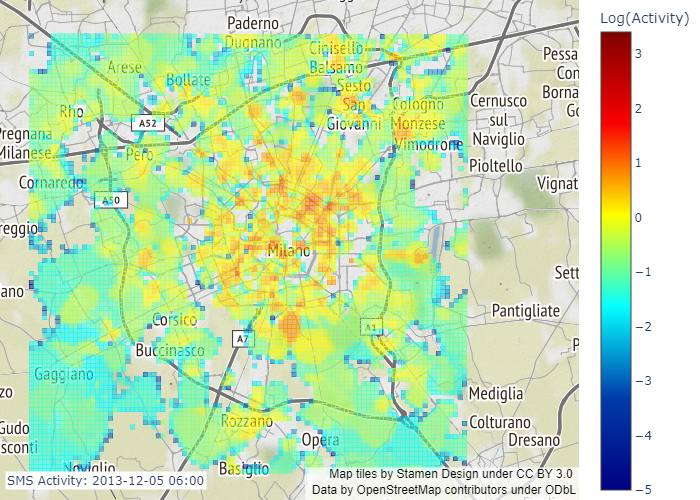 Paderno
Dugnano
Log(Activity)
Cinisello
Balsamo
Arese
Bollate
Sesto
San
Giovanni
Cologno
Monzese
Vimodrone
Pessa
Con
Borna
Go
Cernusco
sul
Naviglio
Rho
A52
Pregnana
Milanese
Pero
Pioltello
Cornaredo
A50
Vignat
reggio
Milano
Sett
ano
Pantigliate
Corsico
A7
A1
Buccinasco
P
Gaggiano
zo
Mediglia
Rozzano
Colturano
Gudo
sconti
Opera
Dresano
Noviglio
Basiglio
SMS Activity: 2013-12-05 06:00
Map tiles by Stamen Design under CC BY 3.0
Data by OpenStreetMap contributors under ODbL
3
2
1
0
−1
−2
−3
−4
−5